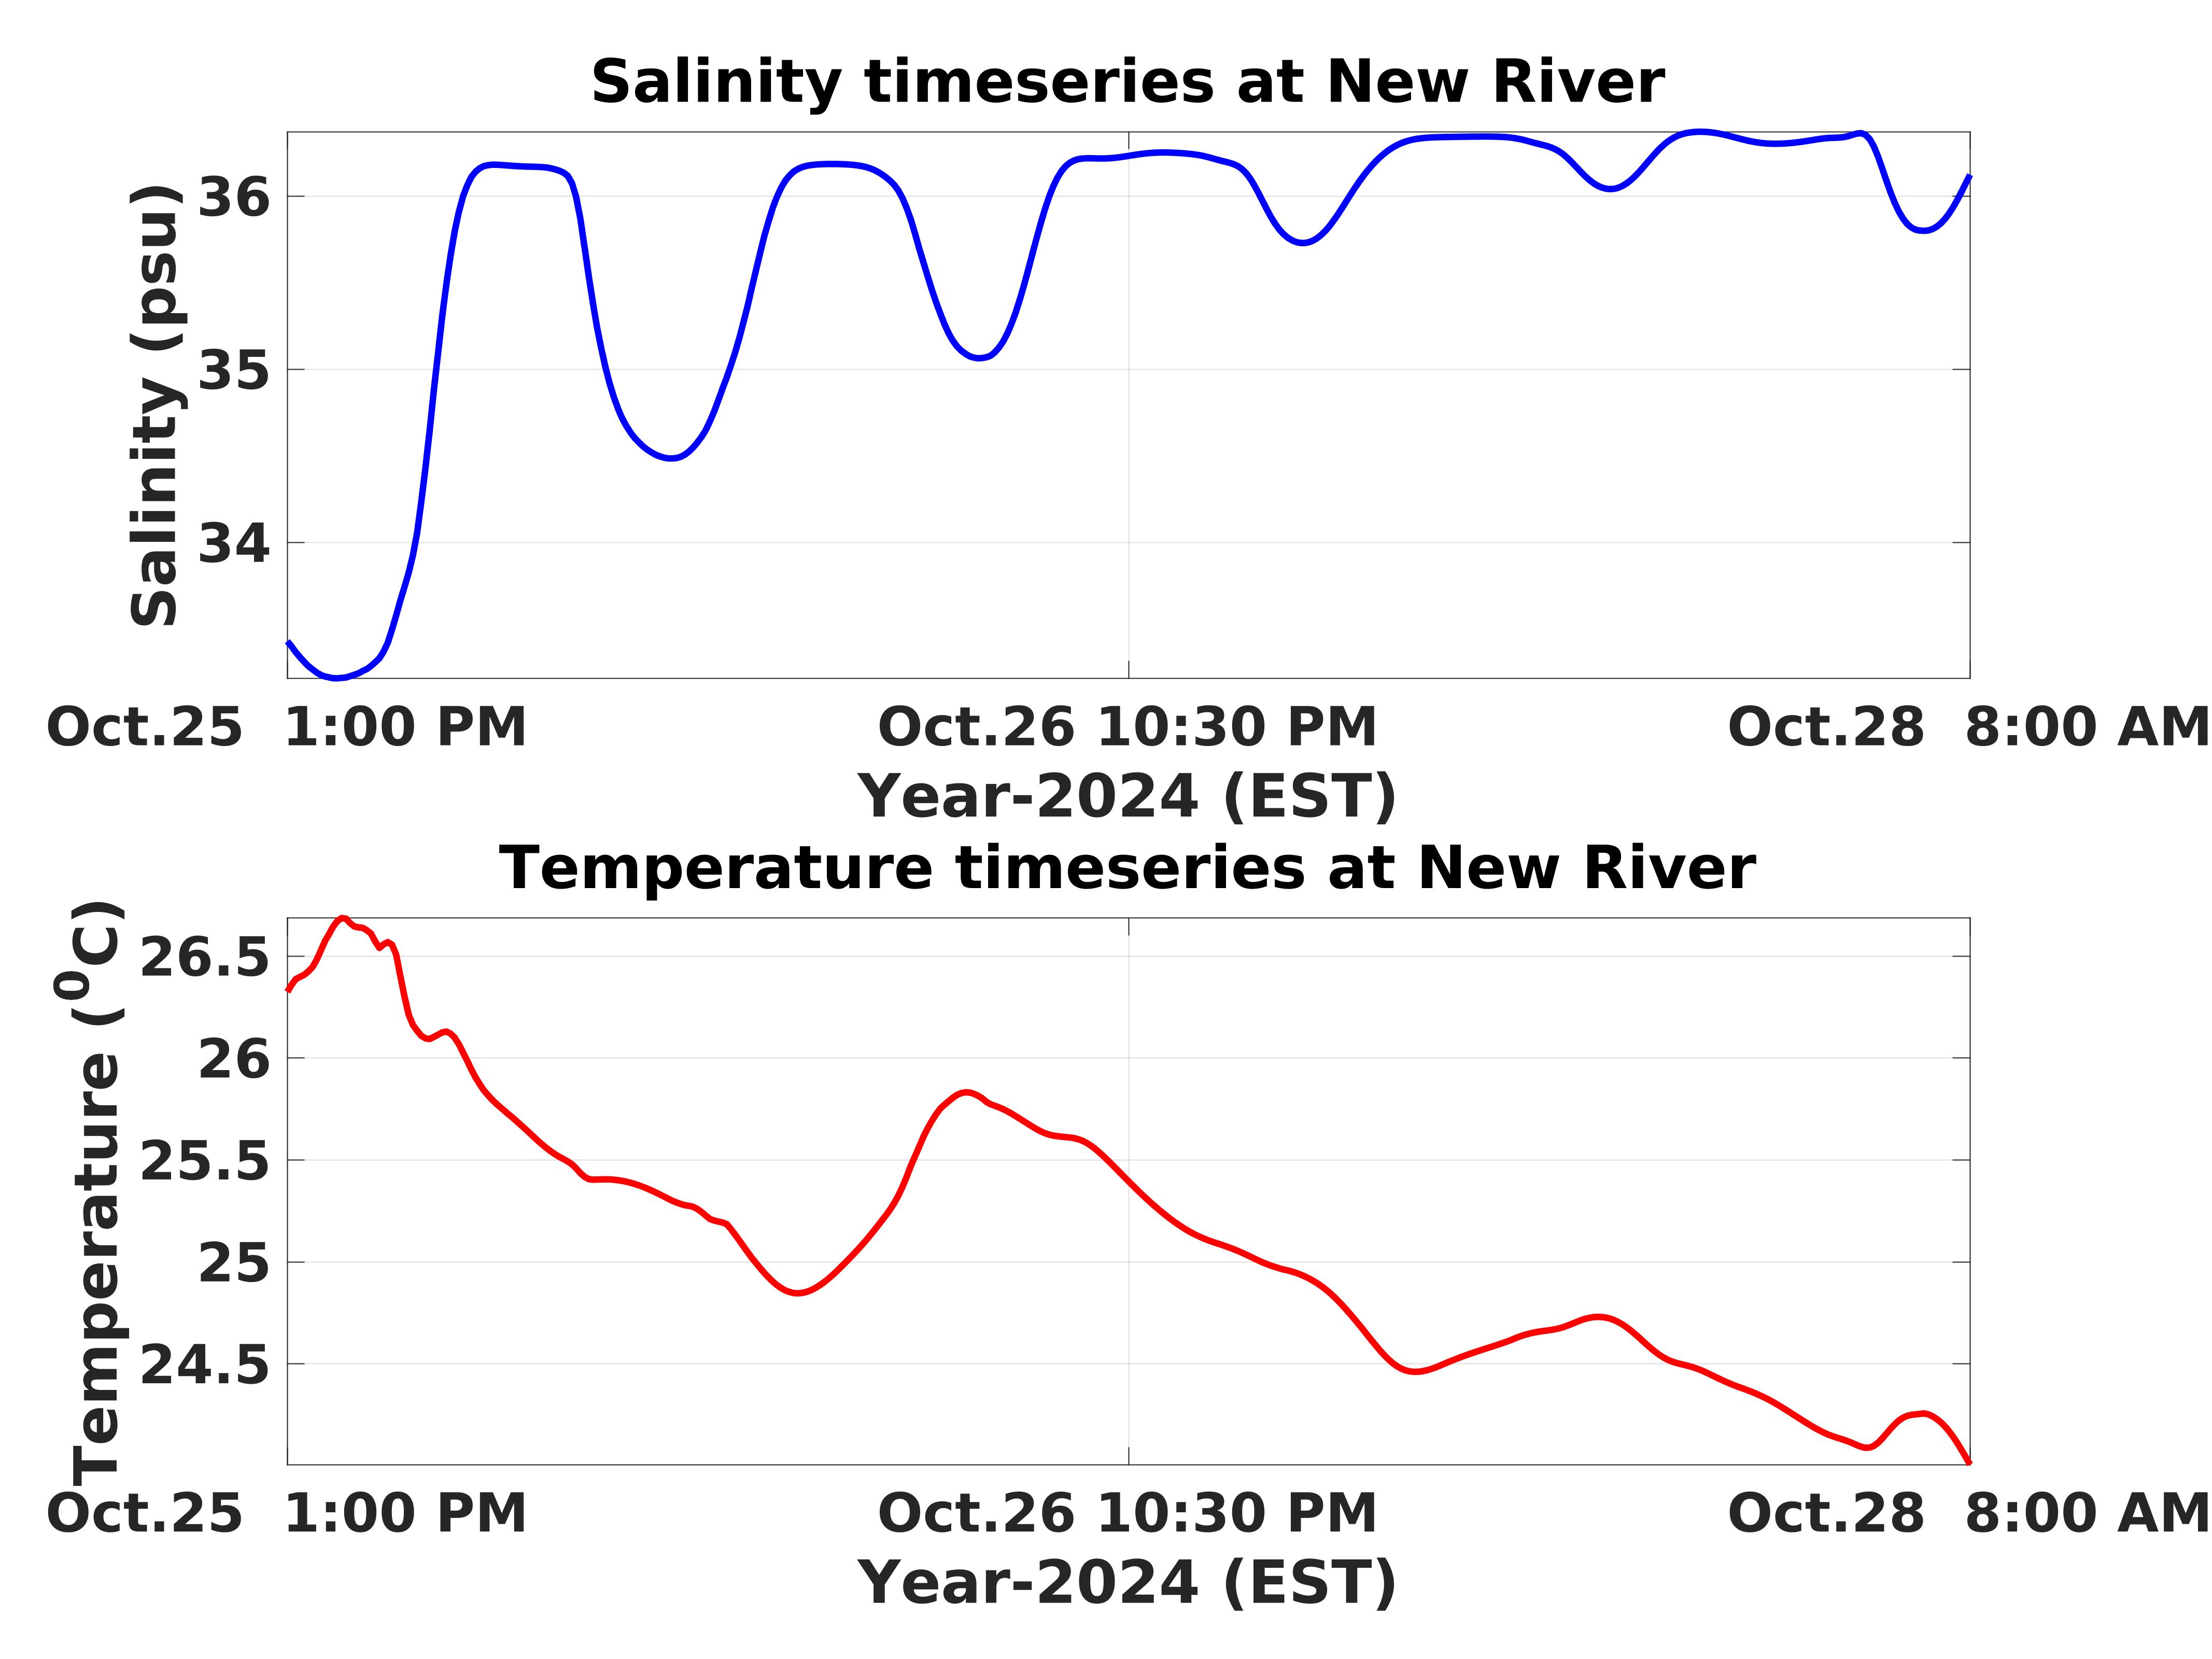 Salinity timeseries at New River
Salinity (psu)
36
35
34
Oct.25  1:00 PM
Oct.26 10:30 PM
Oct.28  8:00 AM
Year-2024 (EST)
Temperature timeseries at New River
Temperature (⁰C)
26.5
26
25.5
25
24.5
Oct.25  1:00 PM
Oct.26 10:30 PM
Oct.28  8:00 AM
Year-2024 (EST)